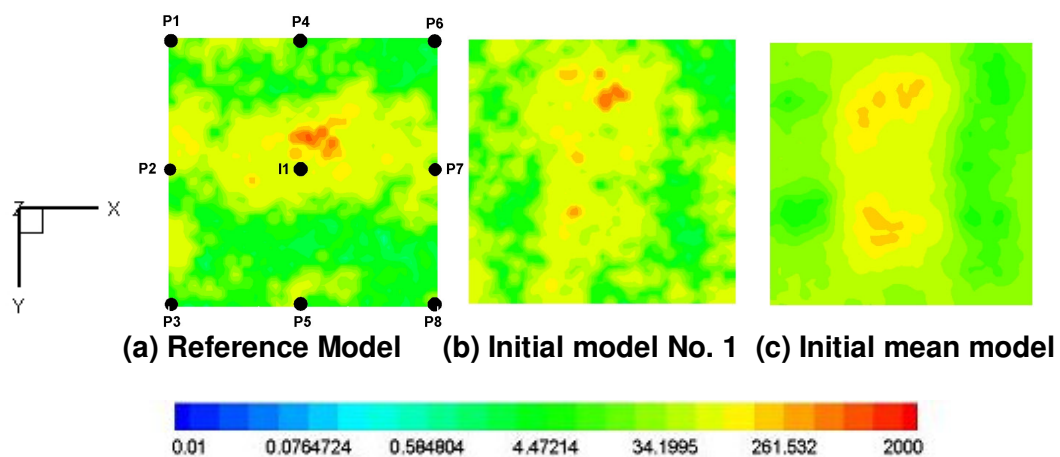 P1 P4 P6
P2 I1 P7
Z X
Y
P3 P5 P8
(a) Reference Model (b) Initial model No. 1 (c) Initial mean model
0.01 0.0764724 0.584804 4.47214 34.1995 261.532 2000